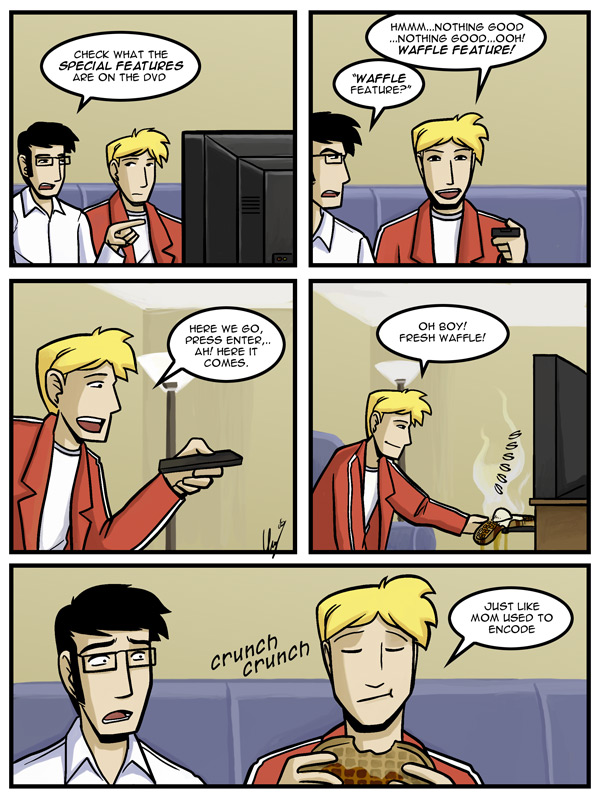 CHECK WHAT THE
SPECIAL FEATURES
ARE ON THE DVD
HMMM...NOTHING GOOD
...NOTHING GOOD...OOH!
WAFFLE FEATURE!
"WAFFLE
FEATURE?"
HERE WE GO,
PRESS ENTER,..
AH! HERE IT
COMES.
OH BOY!
FRESH WAFFLE!
crunch
crunch
JUST LIKE
MOM USED TO
ENCODE